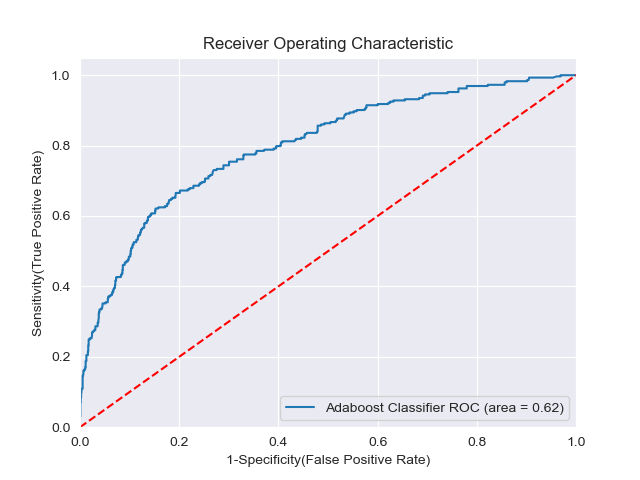 Receiver Operating Characteristic
1.0
0.8
0.6
0.4
0.2
0.0
Sensitivity(True Positive Rate)
Adaboost Classifier ROC (area = 0.62)
0.0 0.2 0.4 0.6 0.8 1.0
1-Specificity(False Positive Rate)